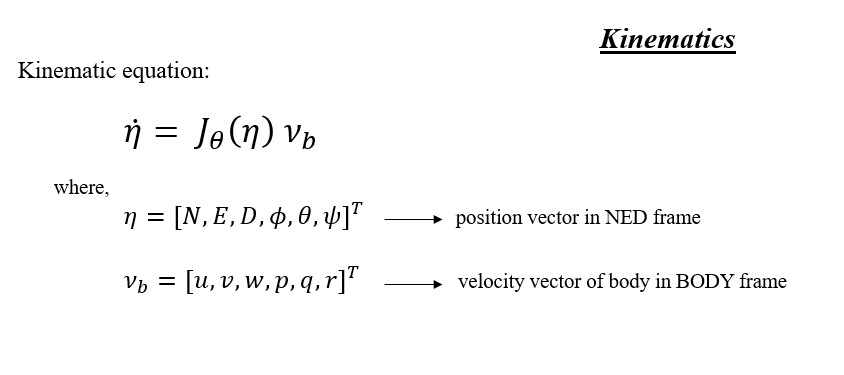 Kinematics
Kinematic equation:
η̇ = J_θ(η) ν_b
where,
η = [N, E, D, ϕ, θ, ψ]^T → position vector in NED frame
ν_b = [u, v, w, p, q, r]^T → velocity vector of body in BODY frame